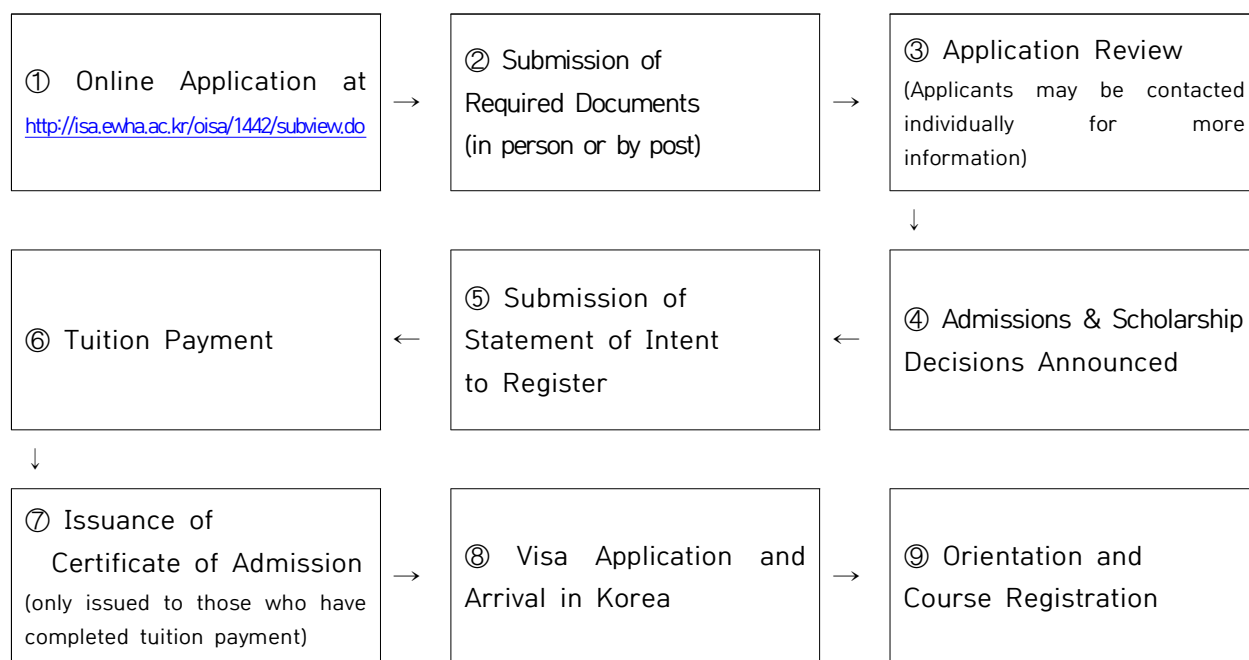 ① Online Application at
http://isa.ewha.ac.kr/oisa/1442/subview.do
→
② Submission of
Required Documents
(in person or by post)
→
③ Application Review
(Applicants may be contacted
individually for more
information)
↓
④ Admissions & Scholarship
Decisions Announced
←
⑤ Submission of
Statement of Intent
to Register
←
⑥ Tuition Payment
↓
⑦ Issuance of
Certificate of Admission
(only issued to those who have
completed tuition payment)
→
⑧ Visa Application and
Arrival in Korea
→
⑨ Orientation and
Course Registration